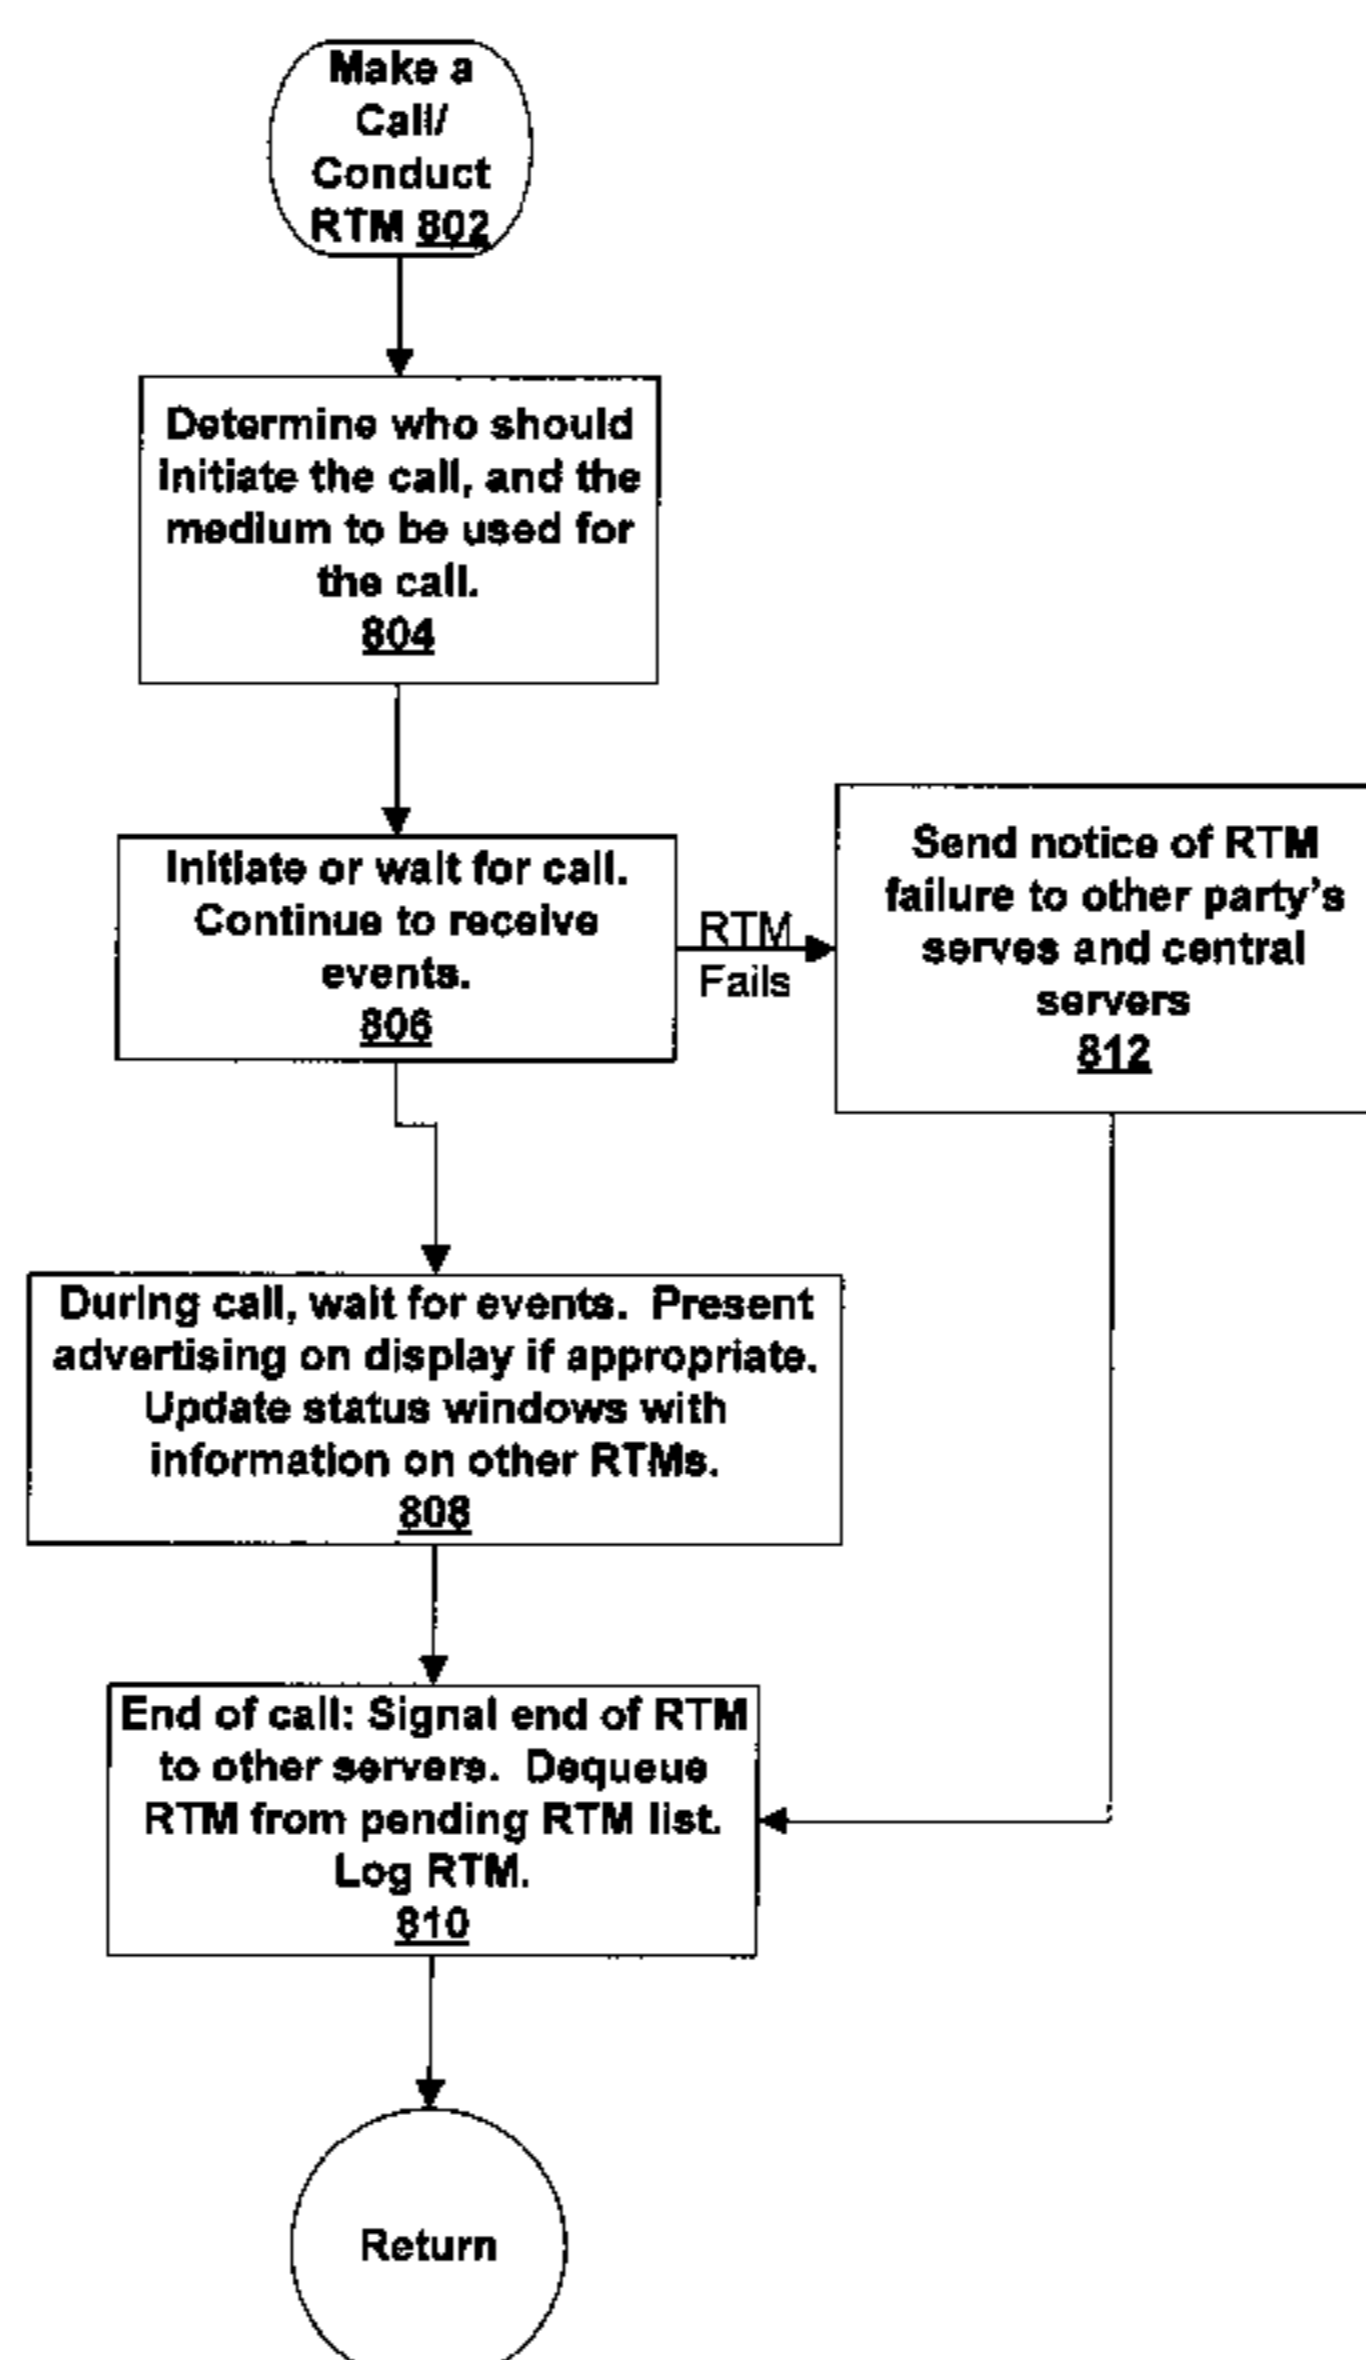 Make a
Call/
Conduct
RTM 802
Determine who should
initiate the call, and the
medium to be used for
the call.
804
Initiate or wait for call.
Continue to receive
events.
806
RTM
Fails
Send notice of RTM
failure to other party's
serves and central
servers
812
During call, wait for events. Present
advertising on display if appropriate.
Update status windows with
information on other RTMs.
808
End of call: Signal end of RTM
to other servers. Dequeue
RTM from pending RTM list.
Log RTM.
810
Return